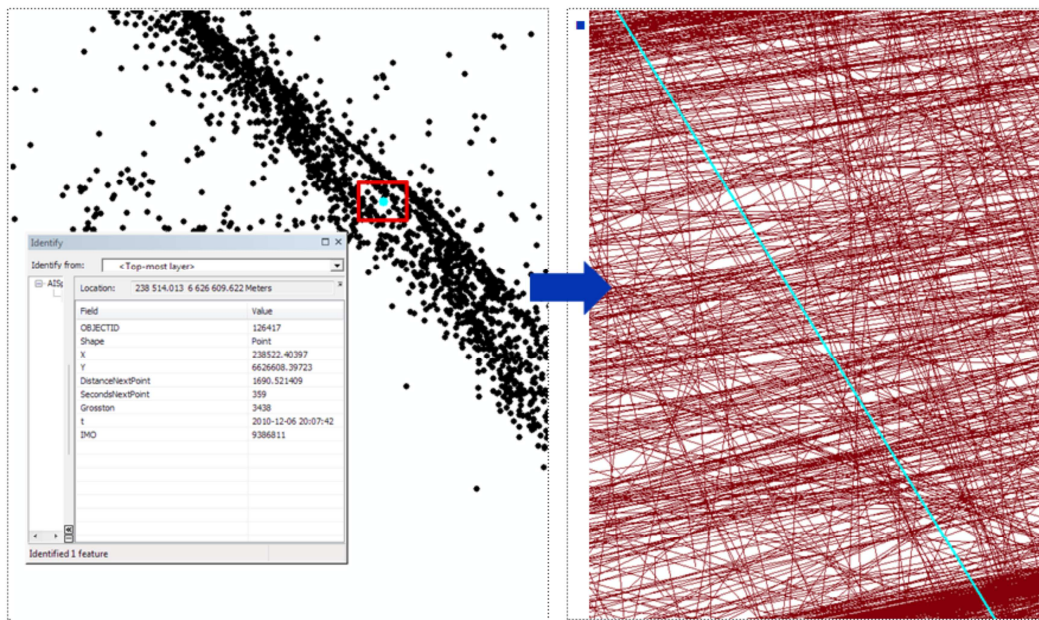 Identify
Identify from: <Top-most layer>
AISp
Location: 238 514.013 6 626 609.622 Meters
Field Value
OBJECTID 126417
Shape Point
X 238522.40397
Y 6626608.39723
DistanceNextPoint 1690.521409
SecondsNextPoint 359
Grosston 3438
t 2010-12-06 20:07:42
IMO 9386811
Identified 1 feature